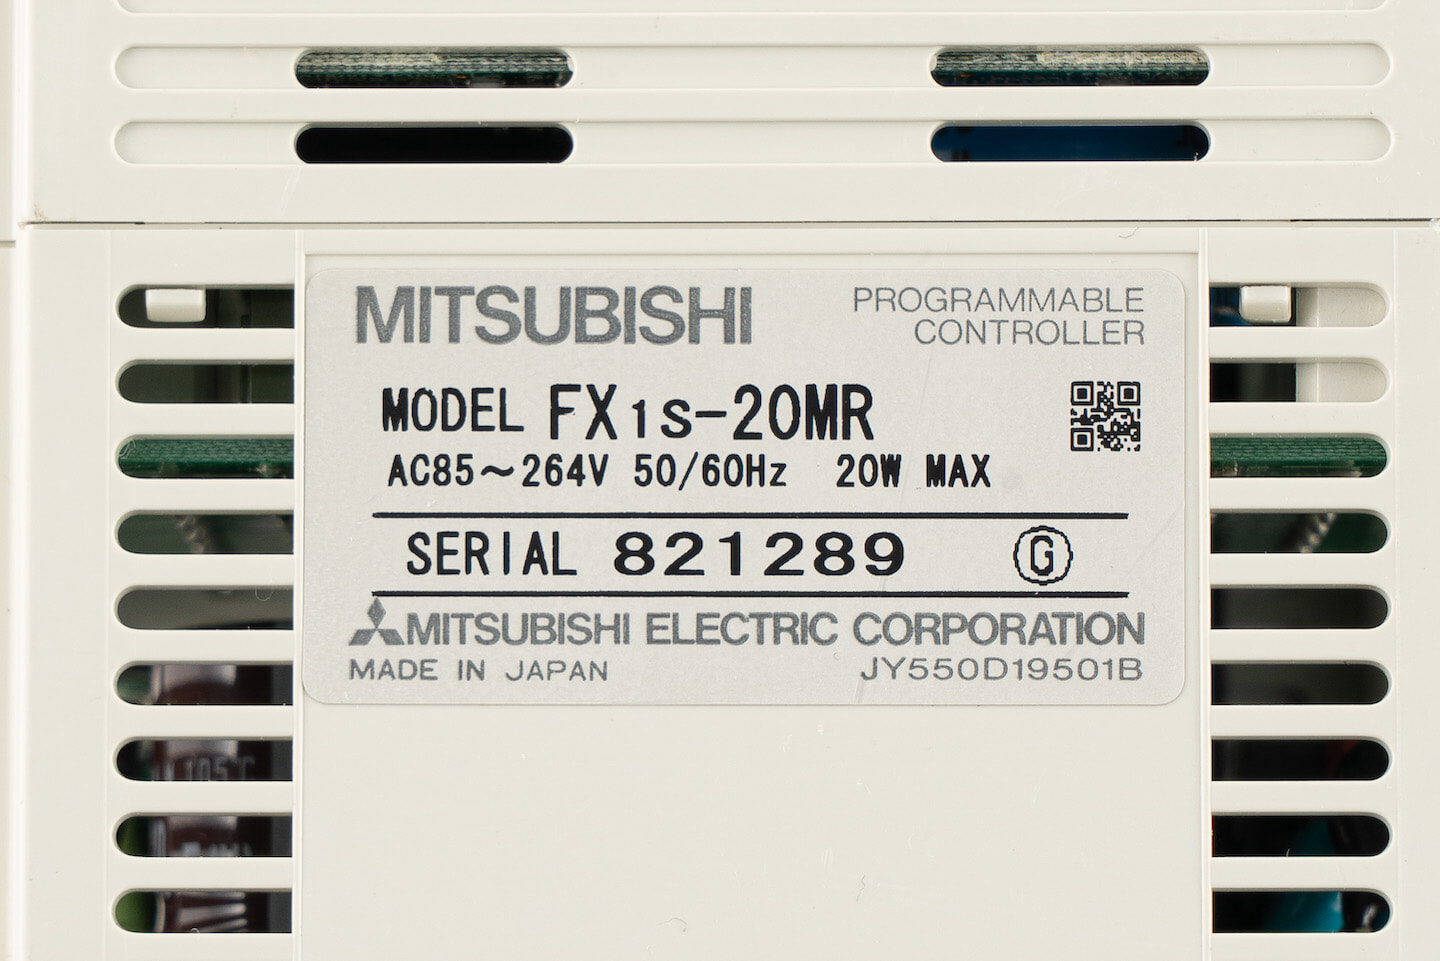 MITSUBISHI
PROGRAMMABLE
CONTROLLER
MODEL FX1S-20MR
AC85～264V 50/60Hz 20W MAX
SERIAL 821289 G
MITSUBISHI ELECTRIC CORPORATION
MADE IN JAPAN JY550D19501B
105°C